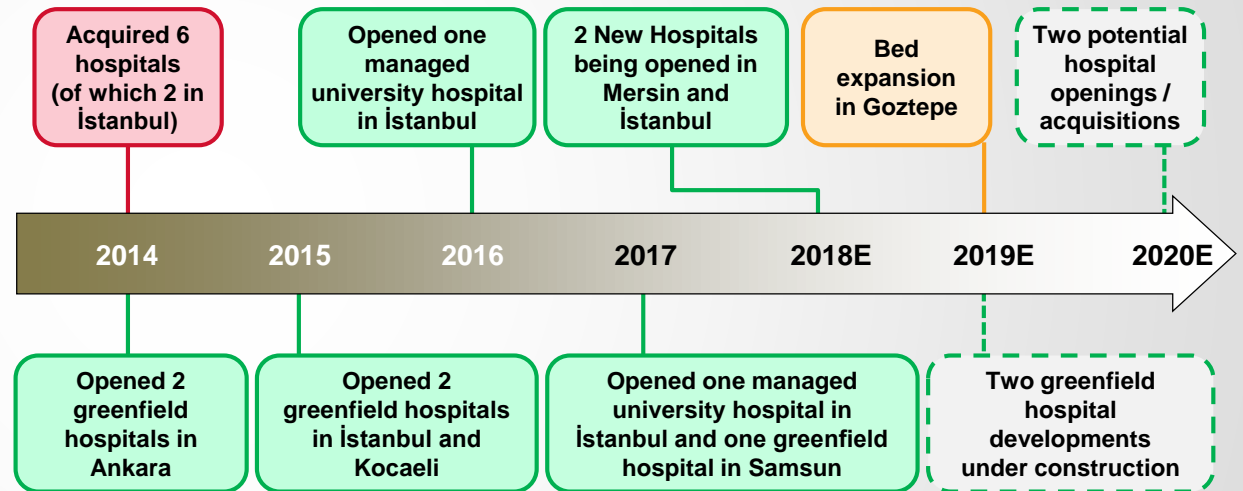 Acquired 6
hospitals
(of which 2 in
İstanbul)
Opened one
managed
university hospital
in İstanbul
2 New Hospitals
being opened in
Mersin and
İstanbul
Bed
expansion
in Goztepe
Two potential
hospital
openings /
acquisitions
2014
2015
2016
2017
2018E
2019E
2020E
Opened 2
greenfield
hospitals in
Ankara
Opened 2
greenfield hospitals
in İstanbul and
Kocaeli
Opened one managed
university hospital in
İstanbul and one greenfield
hospital in Samsun
Two greenfield
hospital
developments
under construction